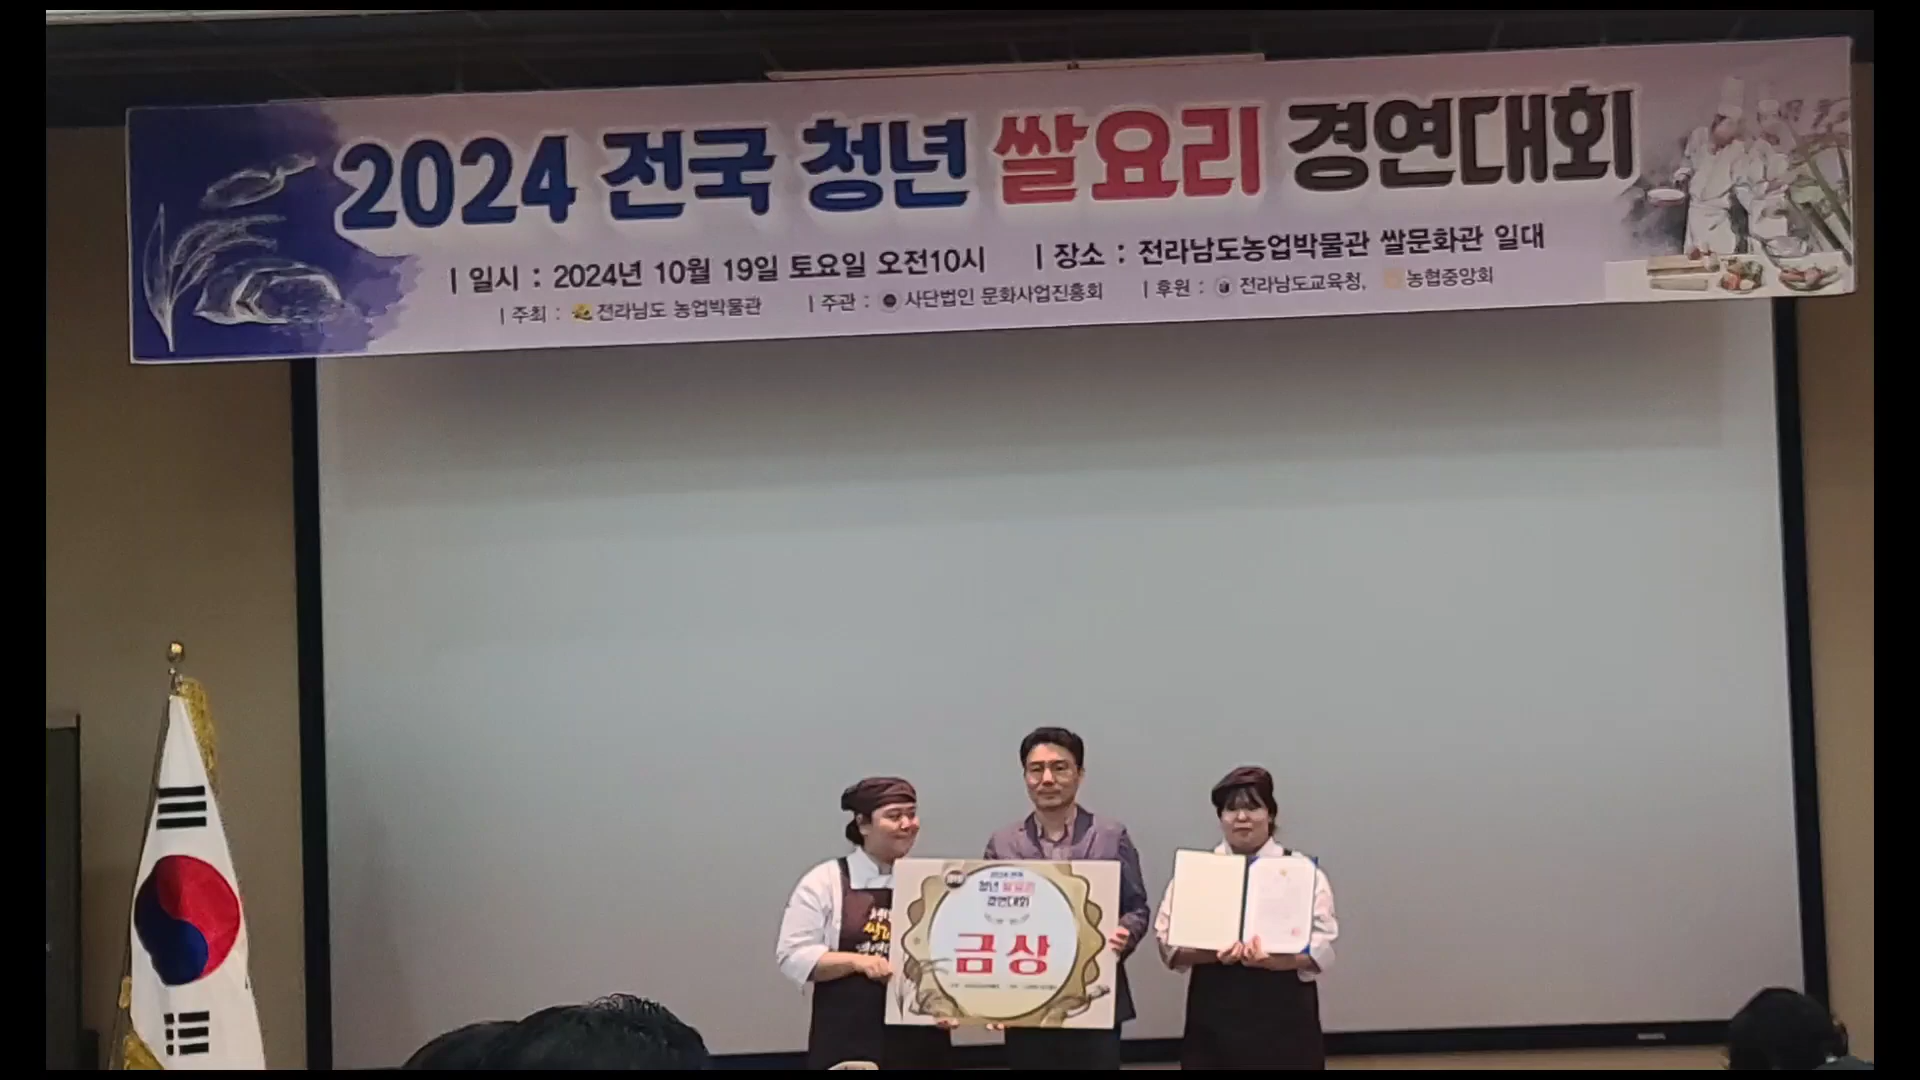 2024 전국 청년 쌀요리 경연대회
| 일시 : 2024년 10월 19일 토요일 오전10시 | 장소 : 전라남도농업박물관 쌀문화관 일대
| 주최 : 전라남도 농업박물관 | 주관 : 사단법인 문화사업진흥회 | 후원 : 전라남도교육청, 농협중앙회
2024 전국
청년 쌀요리
경연대회
금상